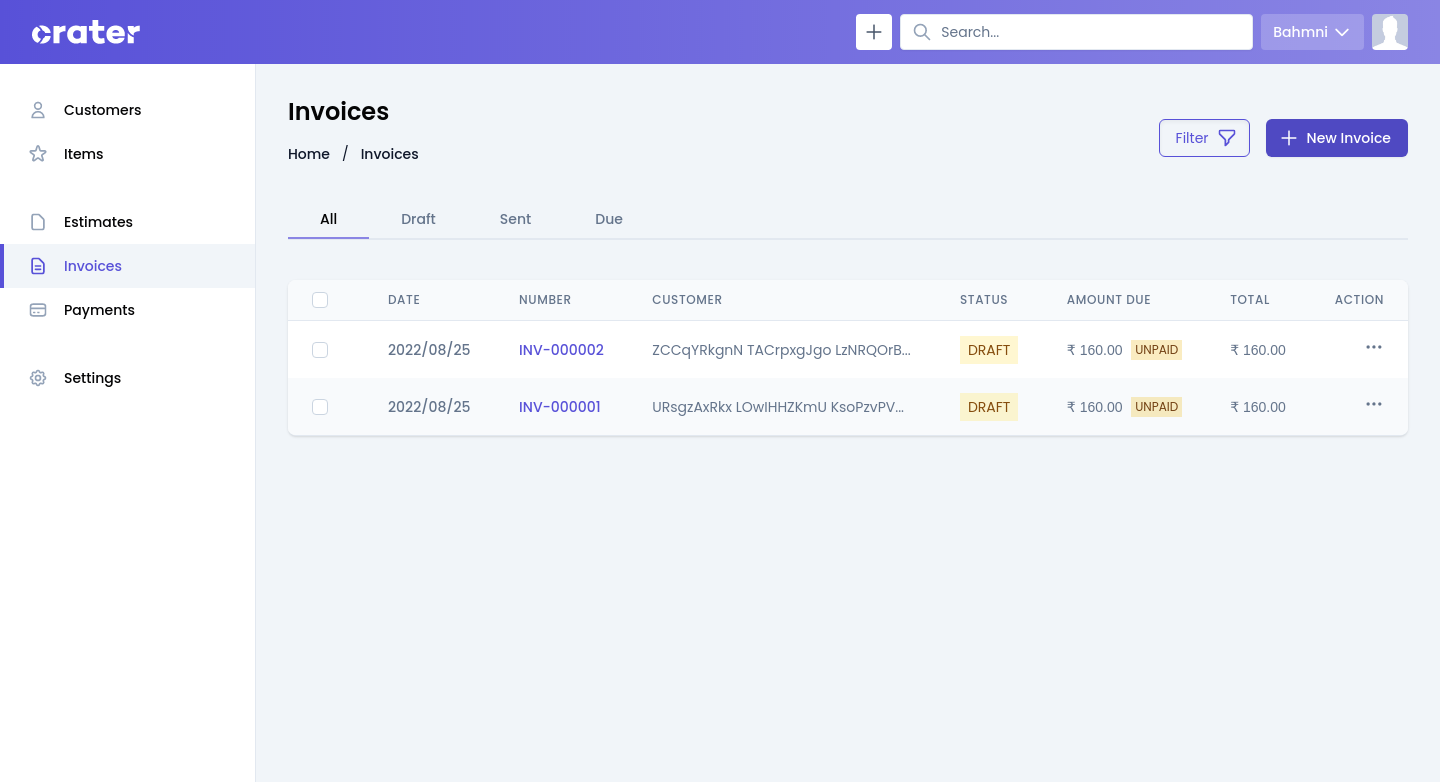 crater
Search...
Bahmni
Customers
Items
Estimates
Invoices
Payments
Settings
Invoices
Home / Invoices
Filter
New Invoice
All Draft Sent Due
DATE NUMBER CUSTOMER STATUS AMOUNT DUE TOTAL ACTION
2022/08/25 INV-000002 ZCCqYRkgnN TACrpxgJgo LzNRQOrB... DRAFT ₹ 160.00 UNPAID ₹ 160.00
2022/08/25 INV-000001 URsgzAxRkx LOwIHHZKmU KsoPzvPV... DRAFT ₹ 160.00 UNPAID ₹ 160.00